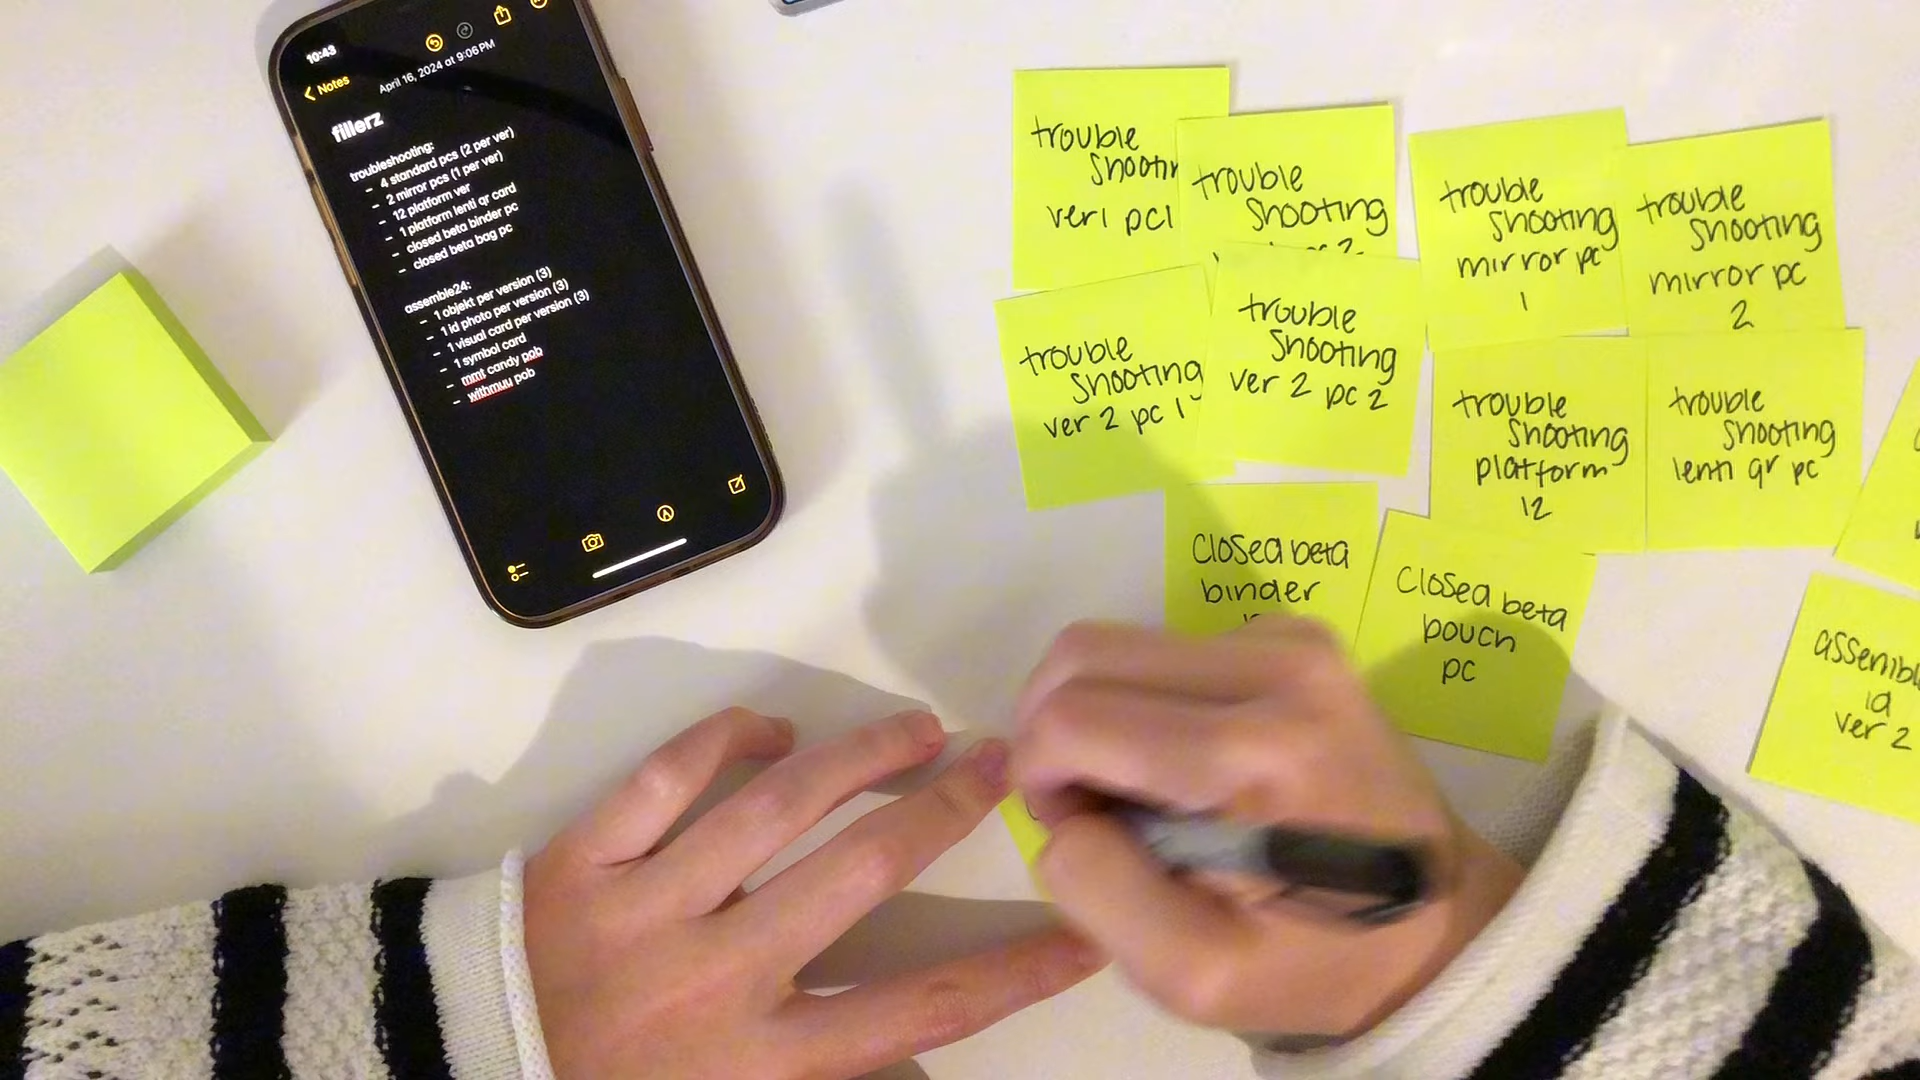 10:43
Notes
April 16, 2024 at 9:06 PM
fillerz
troubleshooting:
- 4 standard pcs (2 per ver)
- 2 mirror pcs (1 per ver)
- 12 platform ver
- 1 platform lenti qr card
- closed beta binder pc
- closed beta bag pc
assemble24:
- 1 objekt per version (3)
- 1 id photo per version (3)
- 1 visual card per version (3)
- 1 symbol card
- mmt candy pob
- withmuu pob
trouble
shootin
ver1 pc1
trouble
shooting
trouble
shooting
mirror pc
1
trouble
shooting
mirror pc
2
trouble
shooting
ver 2 pc 1
trouble
shooting
ver 2 pc 2
trouble
shooting
platform
12
trouble
shooting
lenti qr pc
closed beta
binder
closed beta
pouch
pc
assembl
id
ver 2